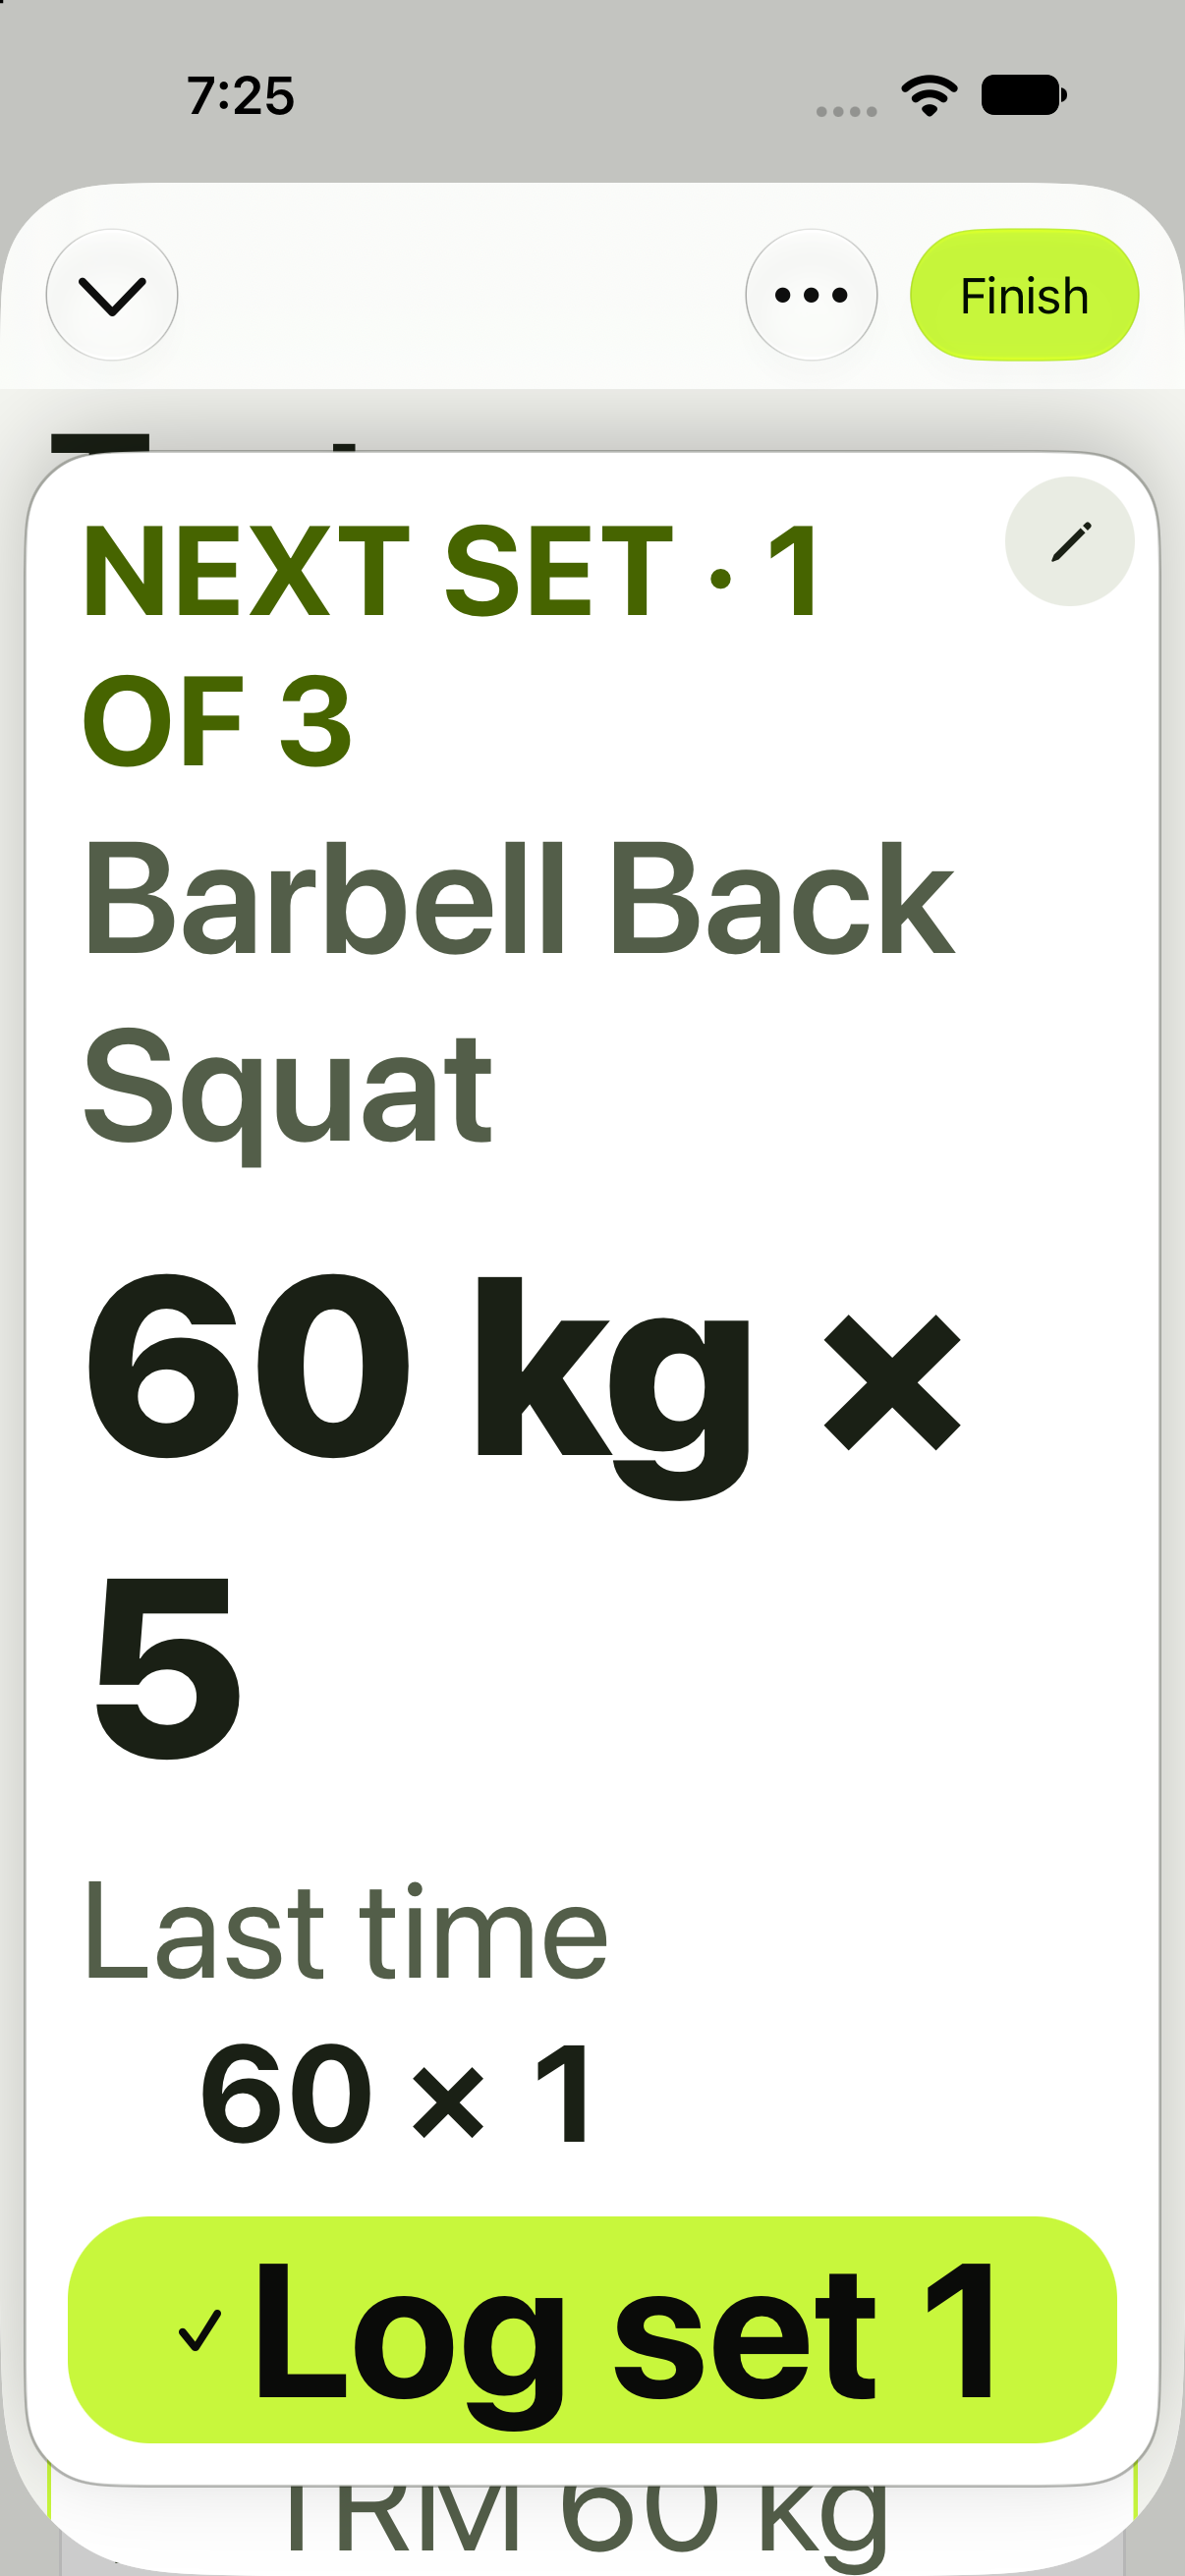 7:25
Finish
NEXT SET · 1
OF 3
Barbell Back
Squat
60 kg ×
5
Last time
60 × 1
Log set 1
1RM 60 kg